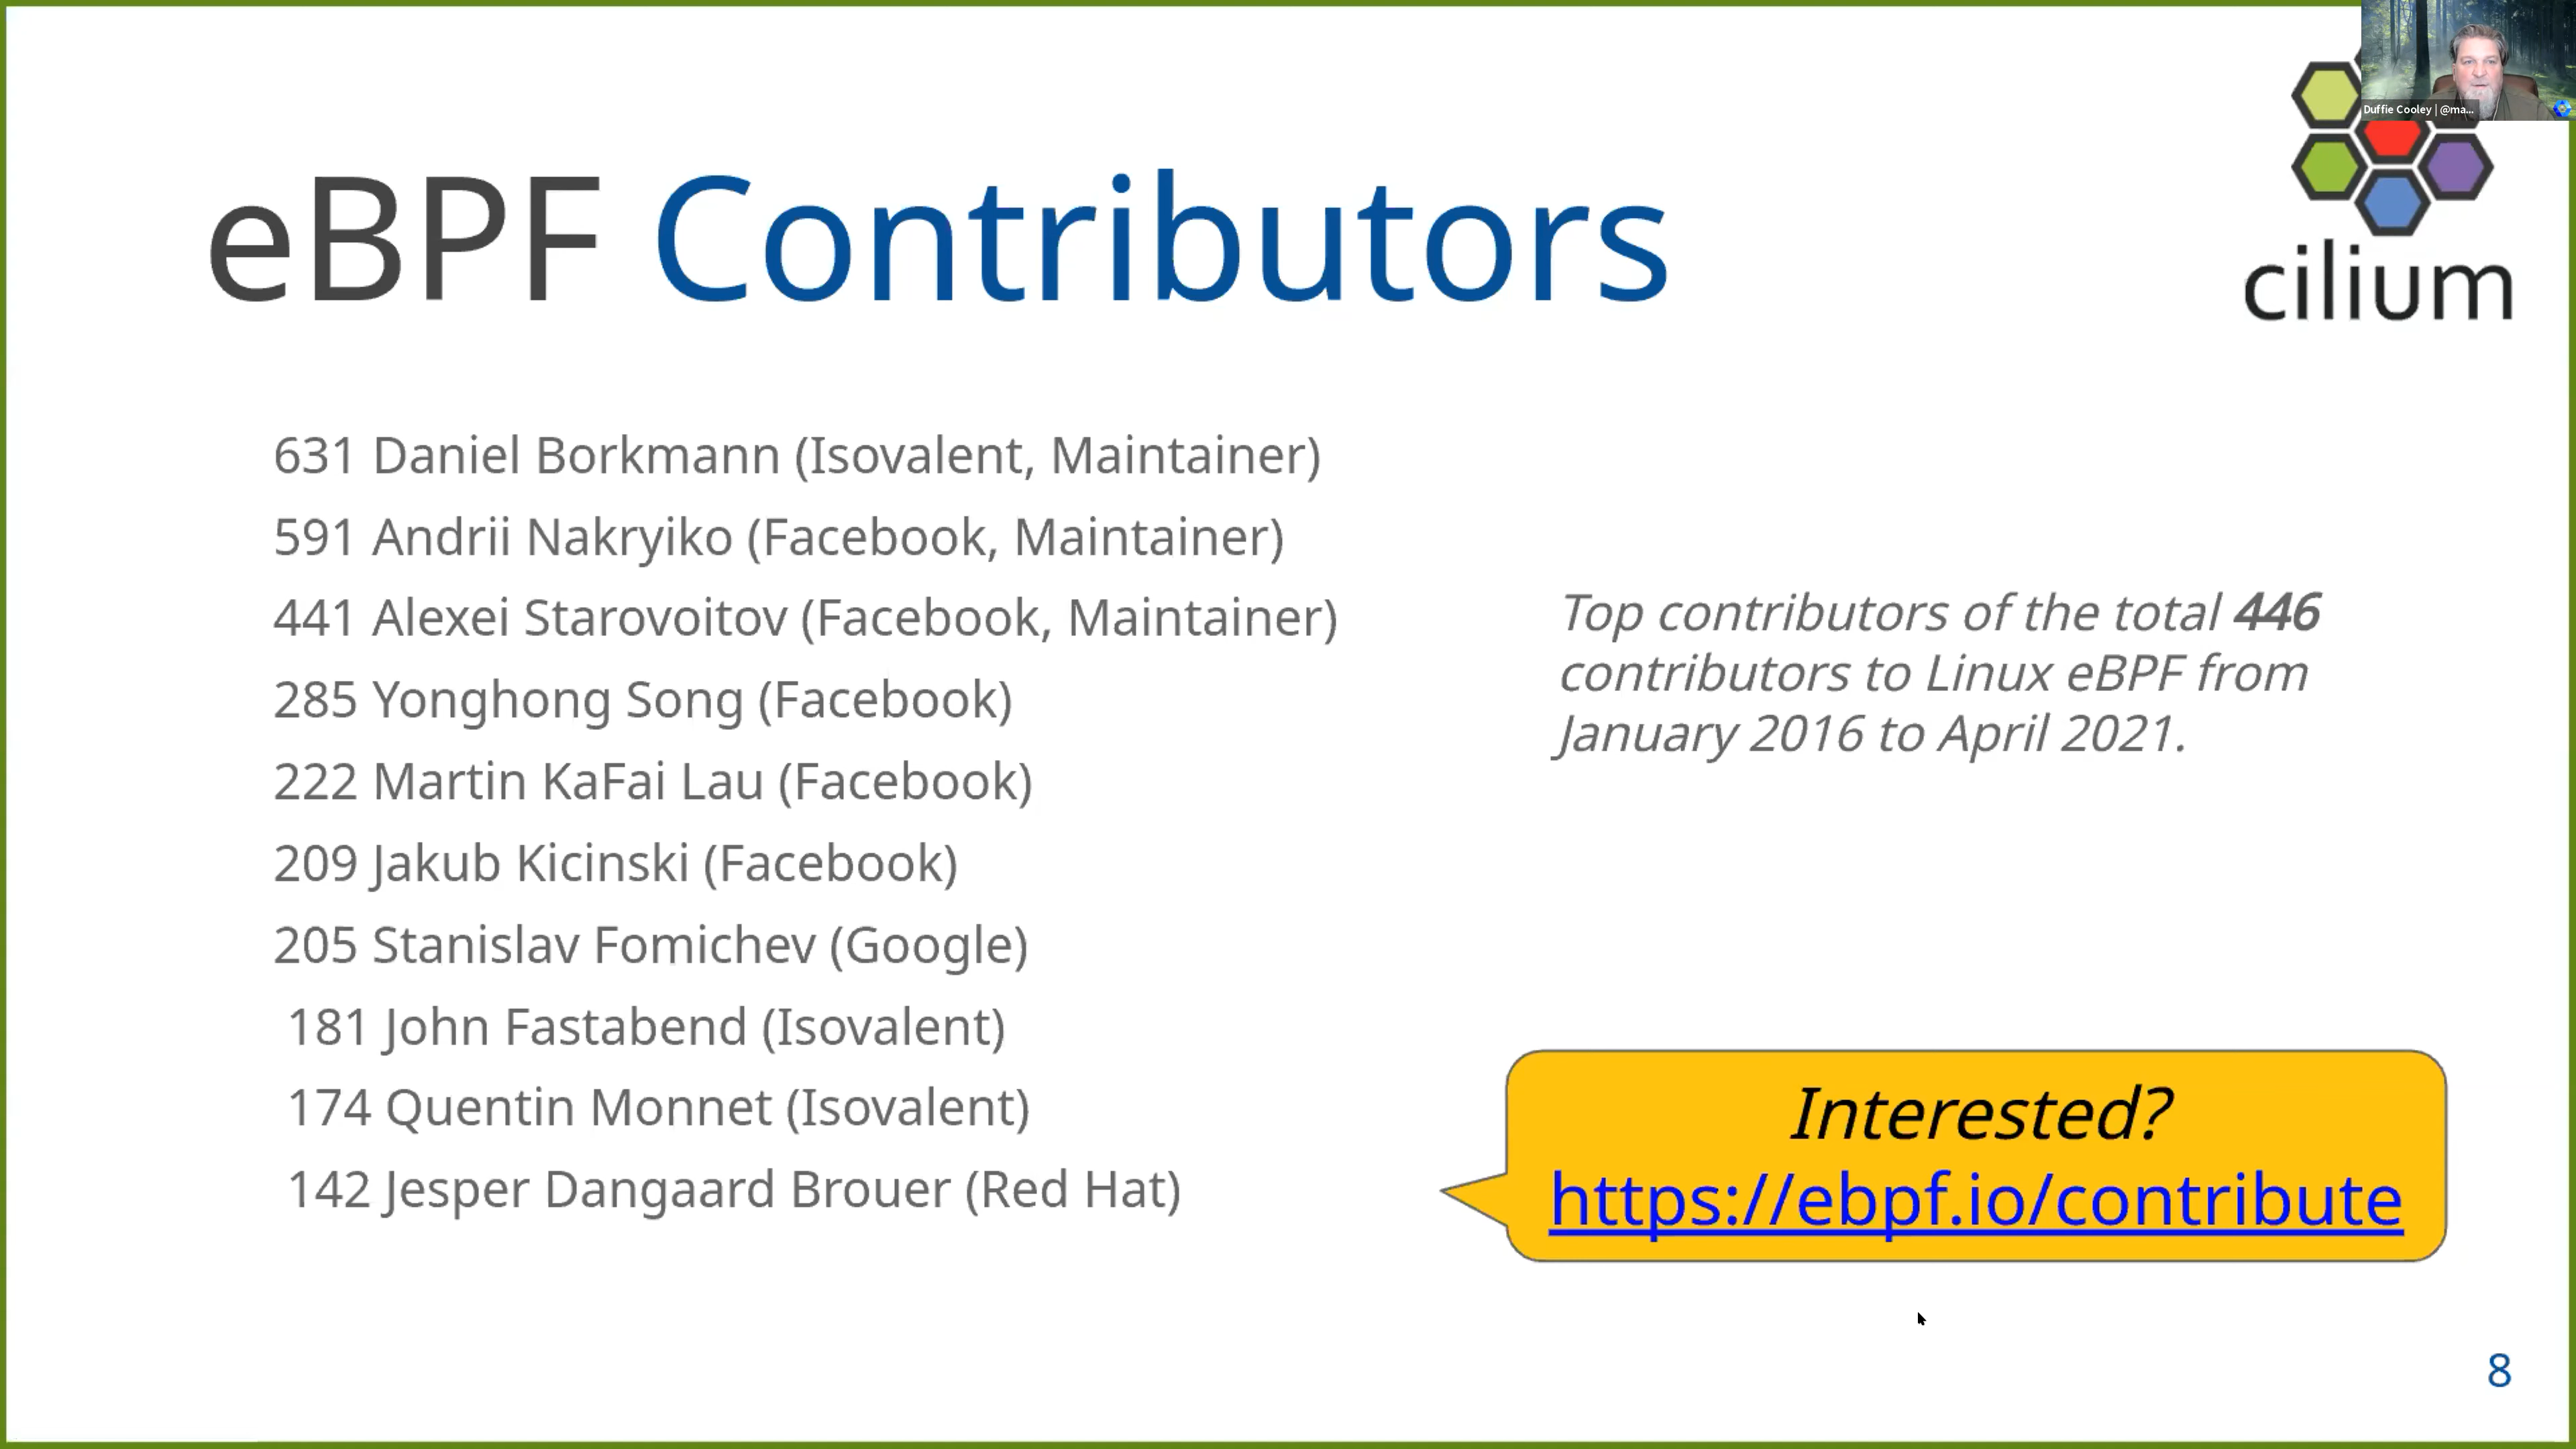 Duffie Cooley | @ma...
cilium
eBPF Contributors
631 Daniel Borkmann (Isovalent, Maintainer)
591 Andrii Nakryiko (Facebook, Maintainer)
441 Alexei Starovoitov (Facebook, Maintainer)
285 Yonghong Song (Facebook)
222 Martin KaFai Lau (Facebook)
209 Jakub Kicinski (Facebook)
205 Stanislav Fomichev (Google)
181 John Fastabend (Isovalent)
174 Quentin Monnet (Isovalent)
142 Jesper Dangaard Brouer (Red Hat)
Top contributors of the total 446
contributors to Linux eBPF from
January 2016 to April 2021.
Interested?
https://ebpf.io/contribute
8